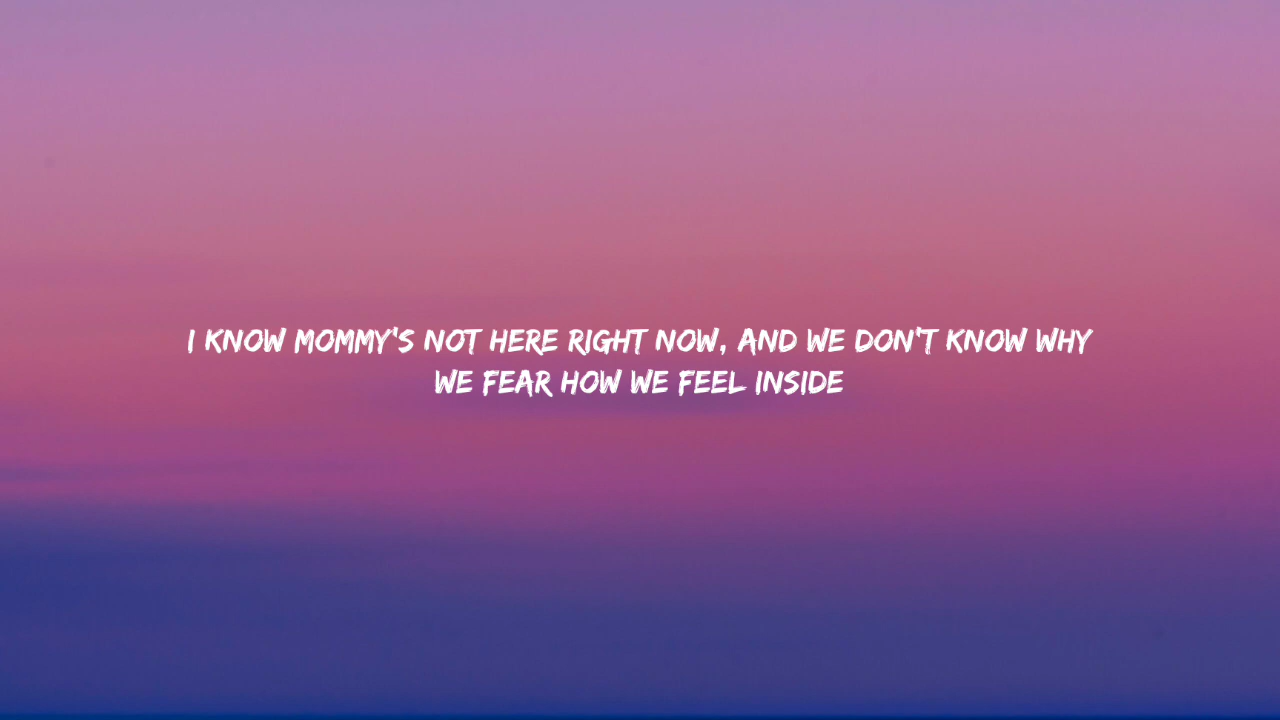 I KNOW MOMMY'S NOT HERE RIGHT NOW, AND WE DON'T KNOW WHY
WE FEAR HOW WE FEEL INSIDE